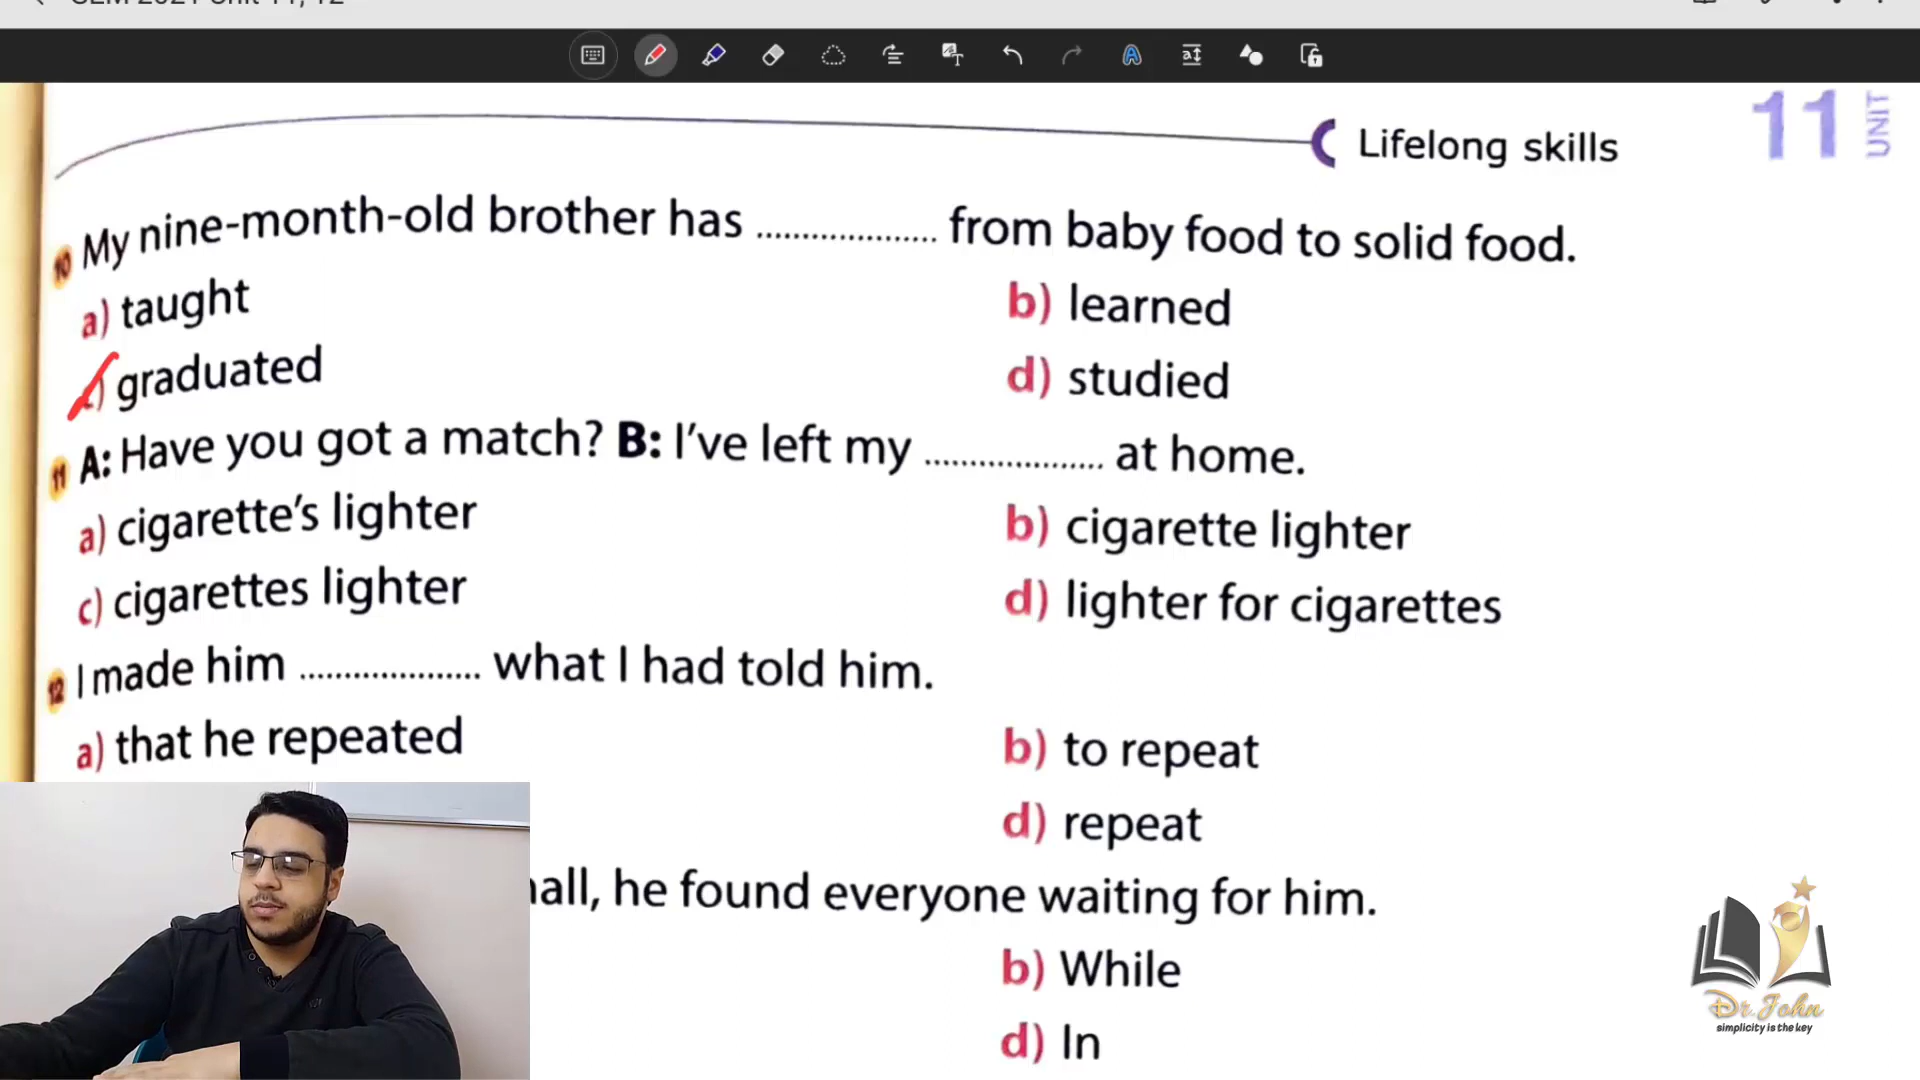 Lifelong skills
11
UNIT
10 My nine-month-old brother has .................... from baby food to solid food.
a) taught
b) learned
graduated
d) studied
11 A: Have you got a match? B: I've left my .................... at home.
a) cigarette's lighter
b) cigarette lighter
c) cigarettes lighter
d) lighter for cigarettes
12 I made him .................... what I had told him.
a) that he repeated
b) to repeat
d) repeat
hall, he found everyone waiting for him.
b) While
d) In
Dr. John
simplicity is the key